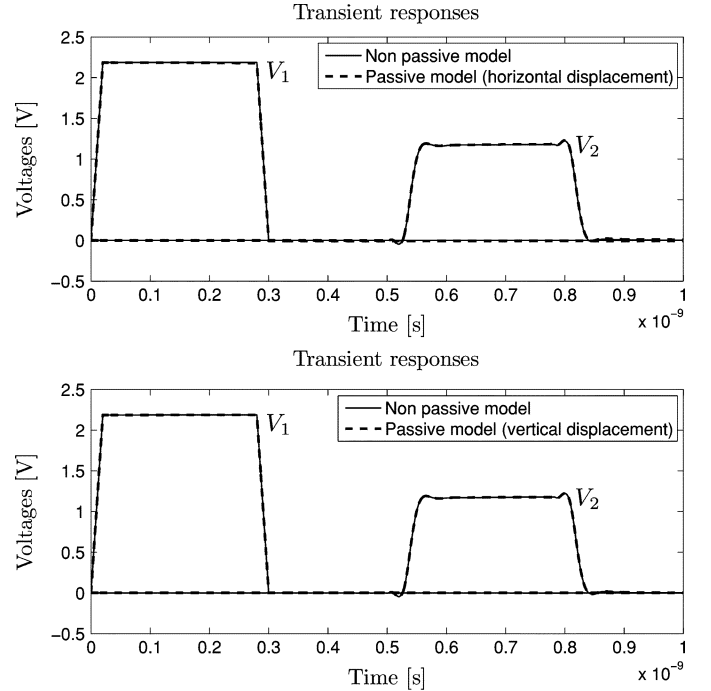 Transient responses
2.5
2
1.5
1
0.5
0
−0.5
Voltages [V]
Non passive model
Passive model (horizontal displacement)
V1
V2
0 0.1 0.2 0.3 0.4 0.5 0.6 0.7 0.8 0.9 1
Time [s]
x 10⁻⁹
Transient responses
2.5
2
1.5
1
0.5
0
−0.5
Voltages [V]
Non passive model
Passive model (vertical displacement)
V1
V2
0 0.1 0.2 0.3 0.4 0.5 0.6 0.7 0.8 0.9 1
Time [s]
x 10⁻⁹